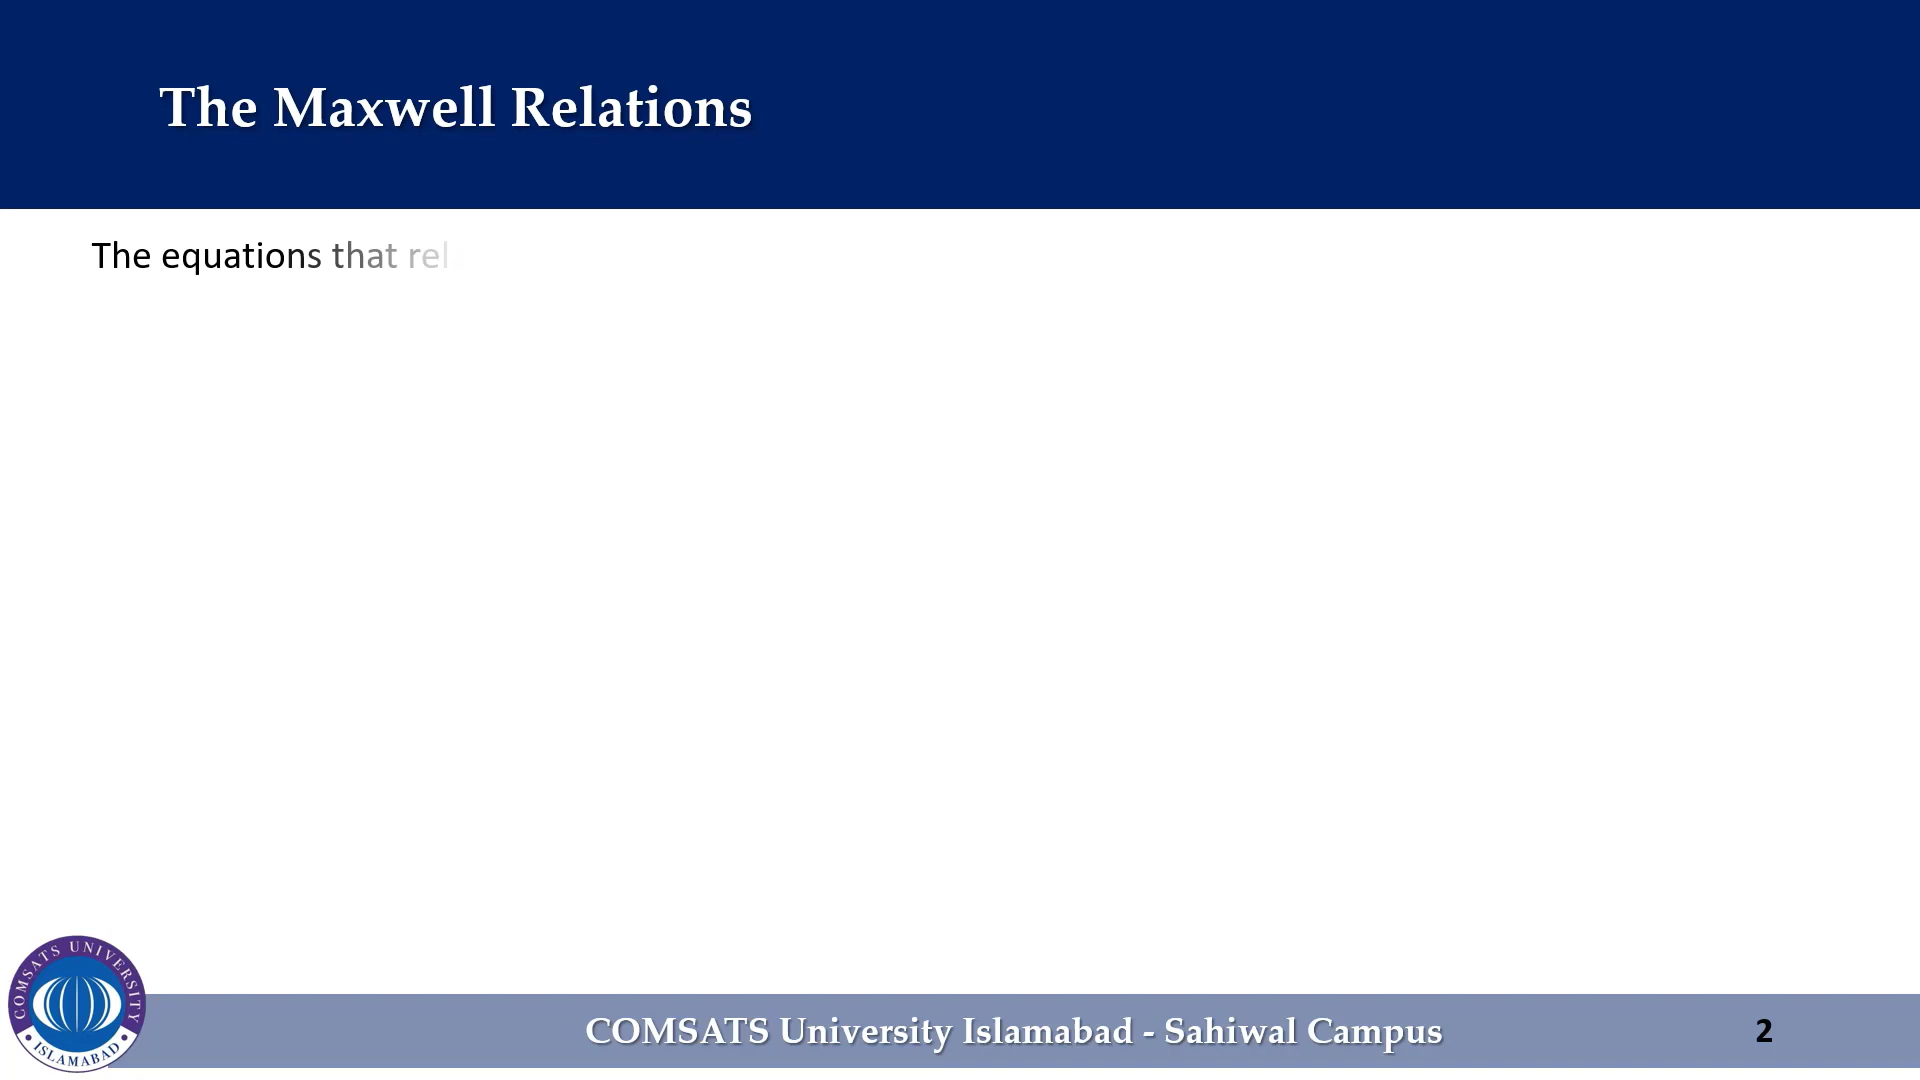 The Maxwell Relations
The equations that rel
COMSATS UNIVERSITY
ISLAMABAD
COMSATS University Islamabad - Sahiwal Campus
2